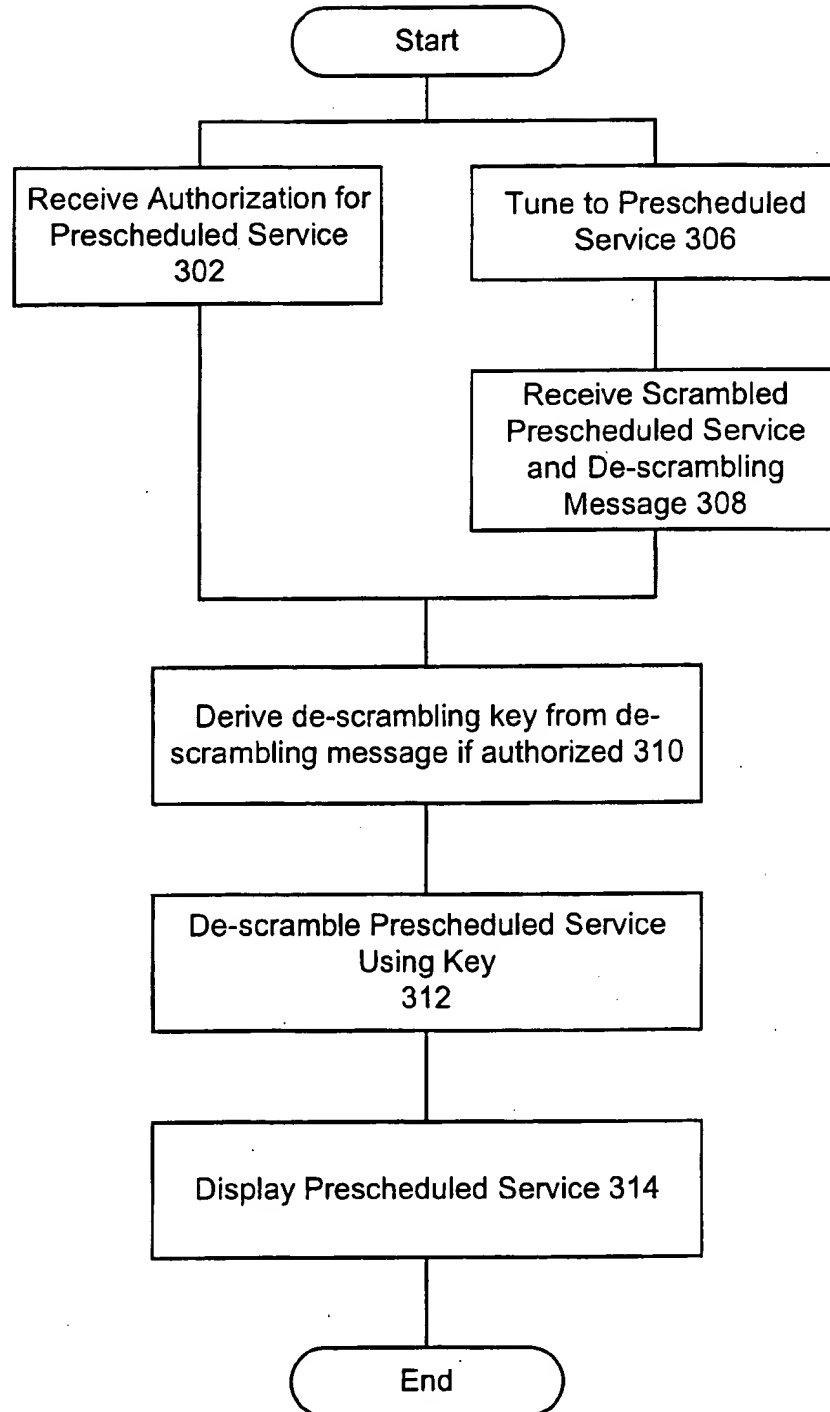 Start
Receive Authorization for
Prescheduled Service
302
Tune to Prescheduled
Service 306
Receive Scrambled
Prescheduled Service
and De-scrambling
Message 308
Derive de-scrambling key from de-
scrambling message if authorized 310
De-scramble Prescheduled Service
Using Key
312
Display Prescheduled Service 314
End